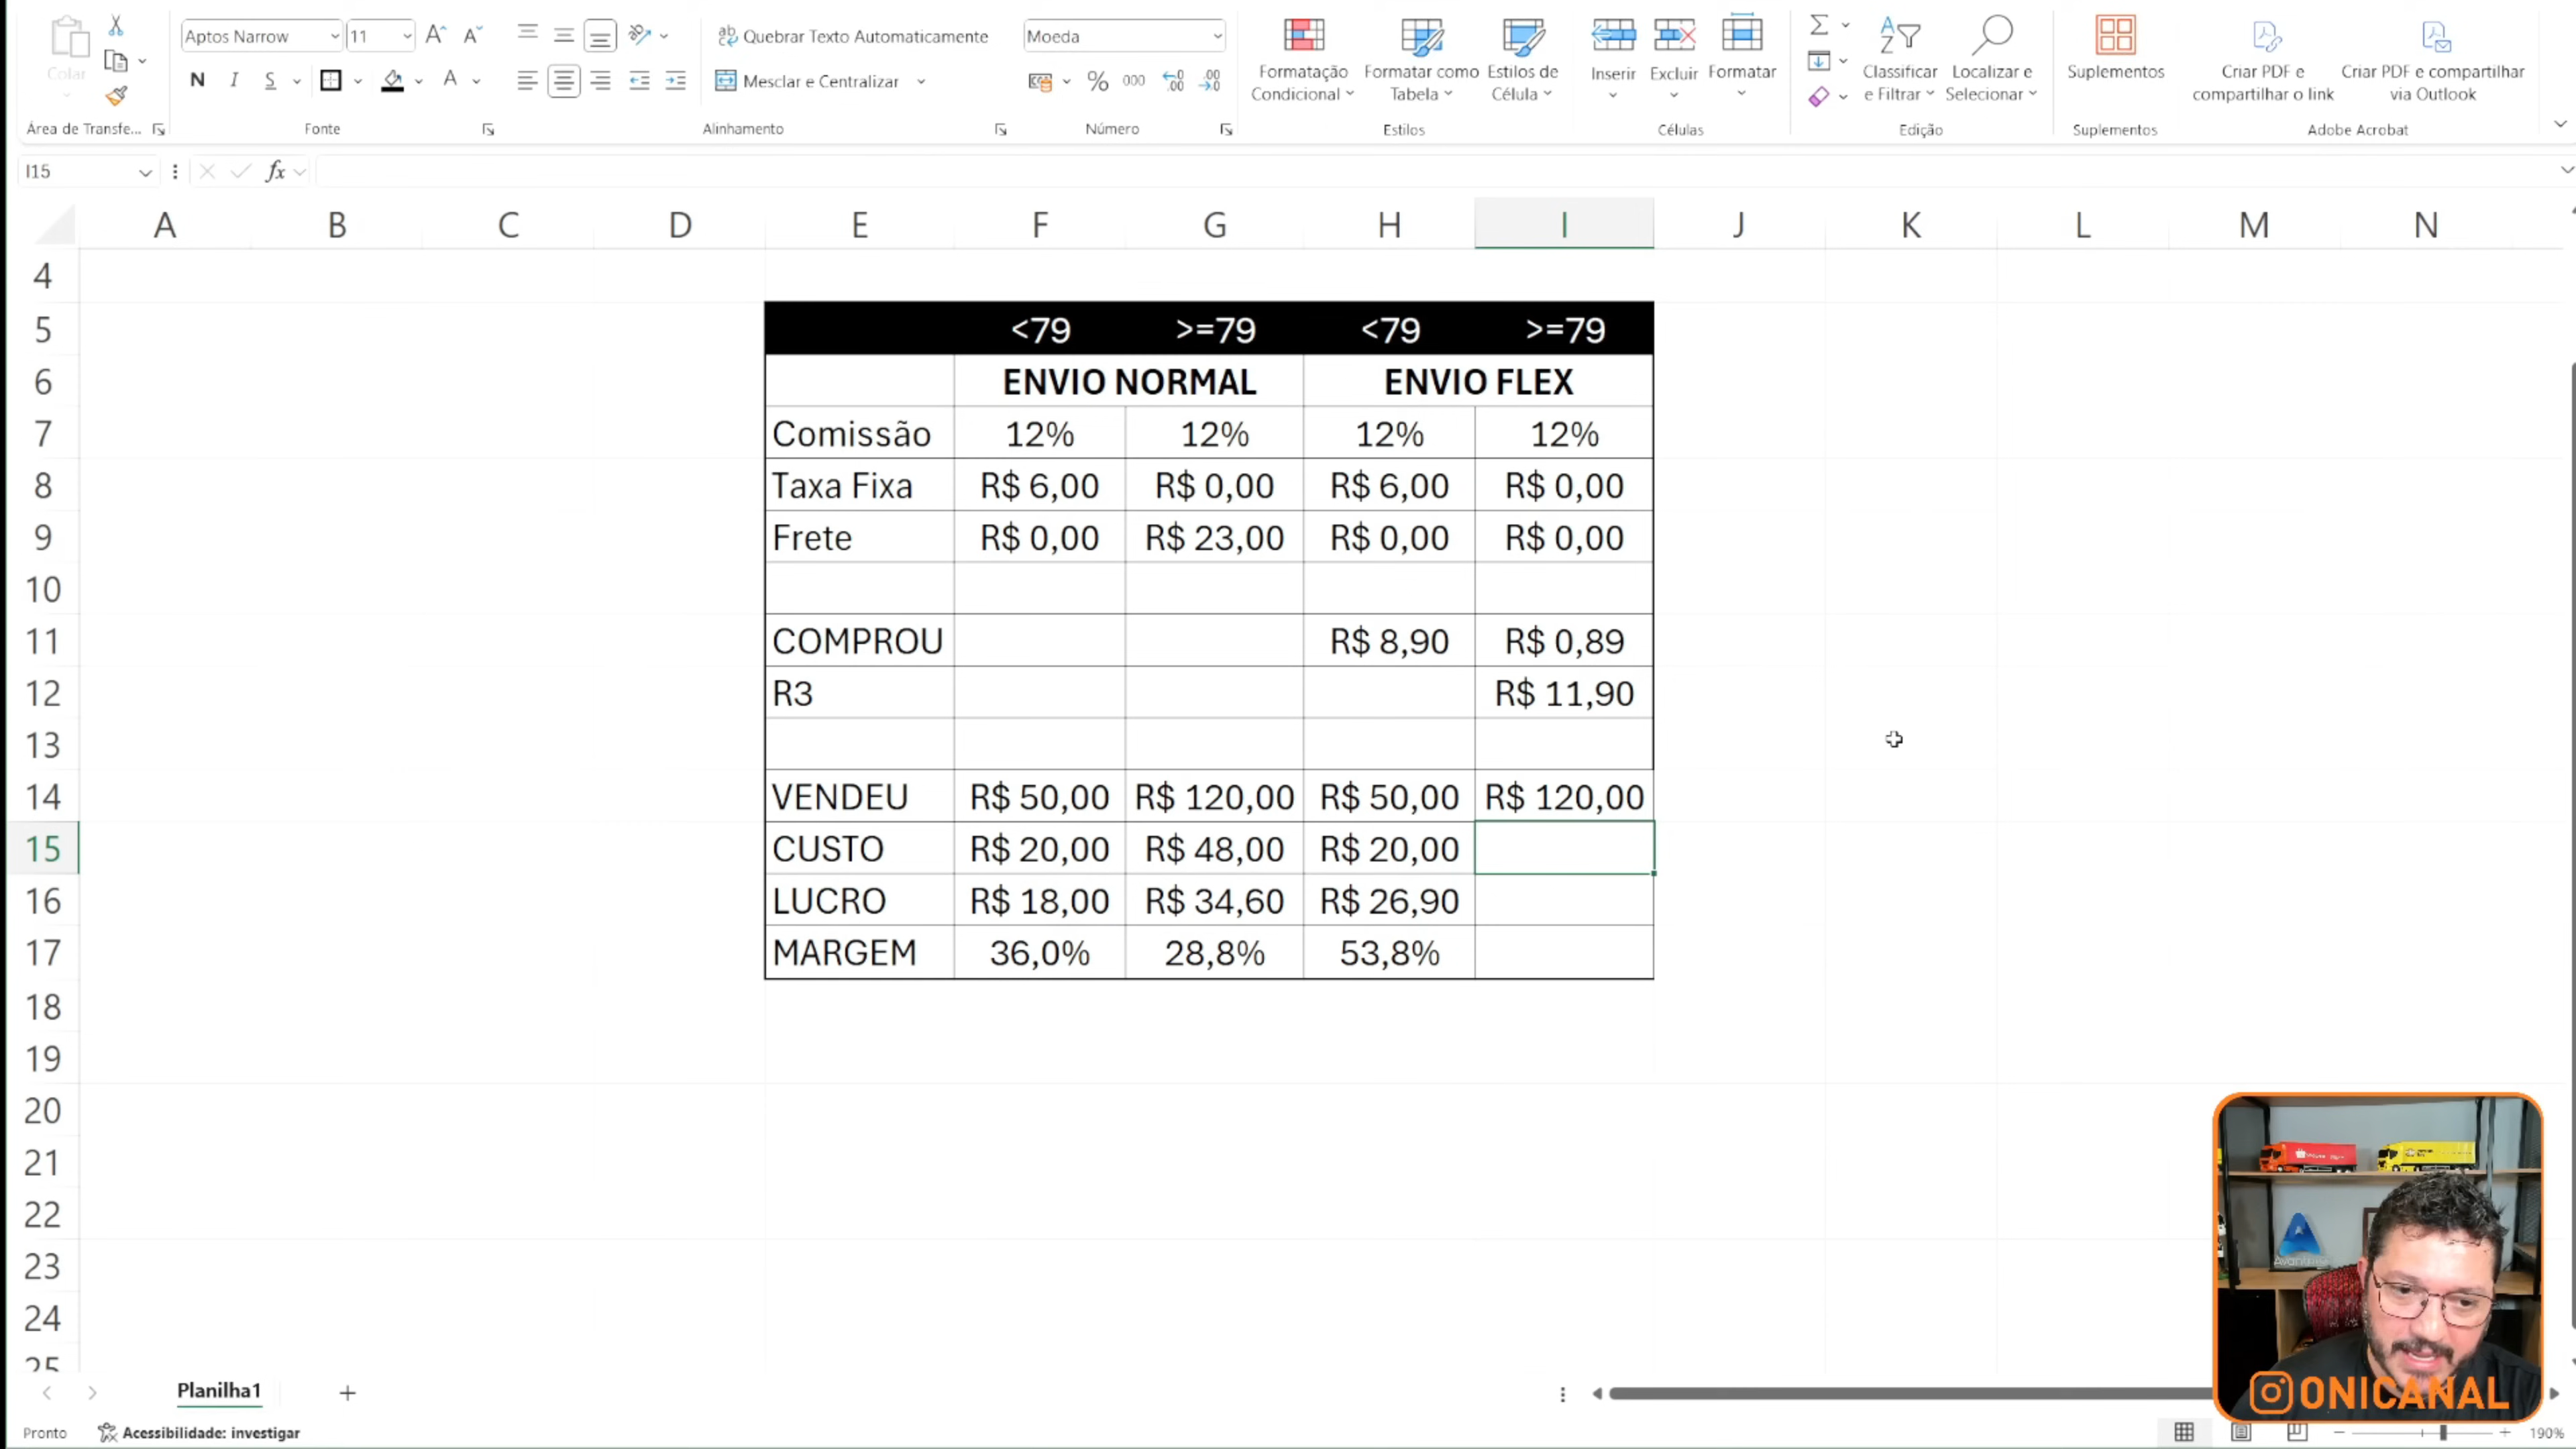 Colar
Área de Transfe...
Aptos Narrow 11
N I S
Fonte
Quebrar Texto Automaticamente
Mesclar e Centralizar
Alinhamento
Moeda
% 000
Número
Formatação Condicional
Formatar como Tabela
Estilos de Célula
Estilos
Inserir
Excluir
Formatar
Células
Classificar e Filtrar
Localizar e Selecionar
Edição
Suplementos
Suplementos
Criar PDF e compartilhar o link
Criar PDF e compartilhar via Outlook
Adobe Acrobat
I15 fx
A B C D E F G H I J K L M N
4
5 <79 >=79 <79 >=79
6 ENVIO NORMAL ENVIO FLEX
7 Comissão 12% 12% 12% 12%
8 Taxa Fixa R$ 6,00 R$ 0,00 R$ 6,00 R$ 0,00
9 Frete R$ 0,00 R$ 23,00 R$ 0,00 R$ 0,00
10
11 COMPROU R$ 8,90 R$ 0,89
12 R3 R$ 11,90
13
14 VENDEU R$ 50,00 R$ 120,00 R$ 50,00 R$ 120,00
15 CUSTO R$ 20,00 R$ 48,00 R$ 20,00
16 LUCRO R$ 18,00 R$ 34,60 R$ 26,90
17 MARGEM 36,0% 28,8% 53,8%
18
19
20
21
22
23
24
25
Planilha1
ONICANAL
Pronto Acessibilidade: investigar 190%